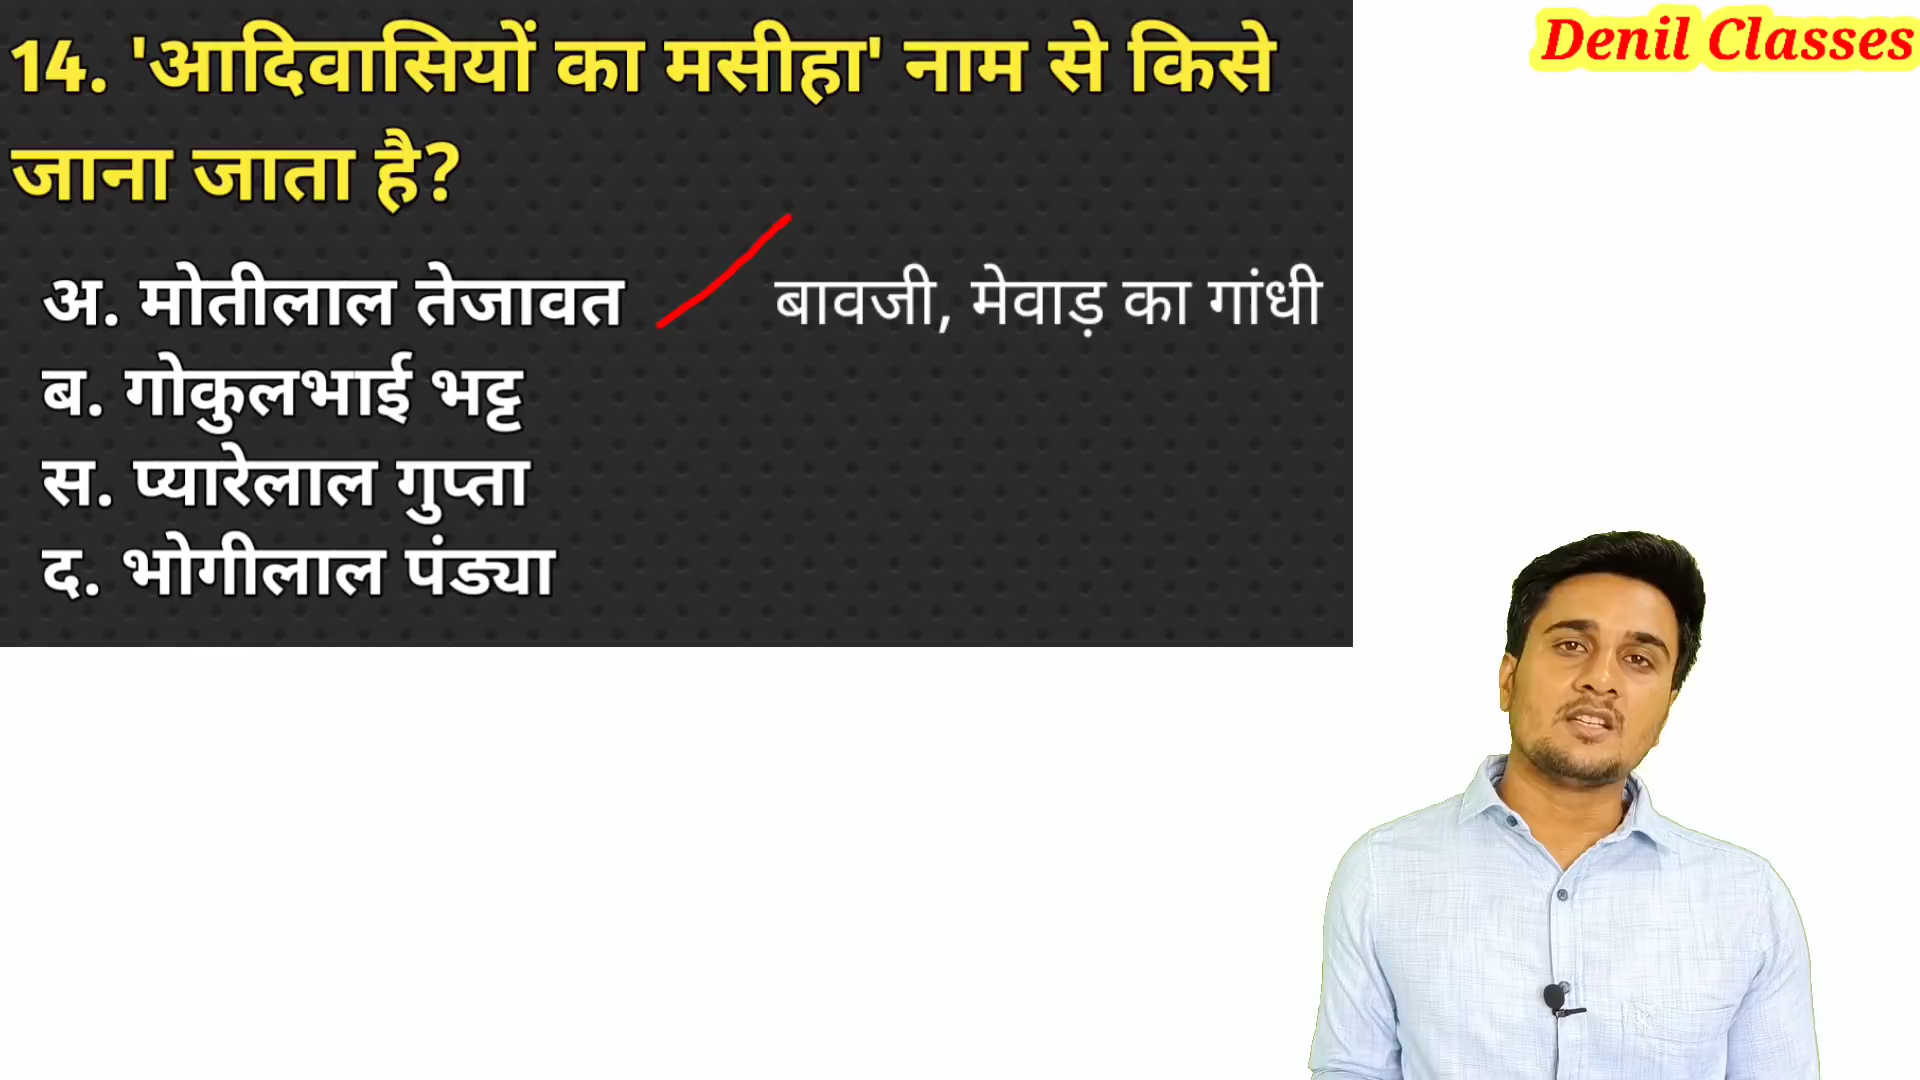 Denil Classes
14. 'आदिवासियों का मसीहा' नाम से किसे
जाना जाता है?
अ. मोतीलाल तेजावत
बावजी, मेवाड़ का गांधी
ब. गोकुलभाई भट्ट
स. प्यारेलाल गुप्ता
द. भोगीलाल पंड्या